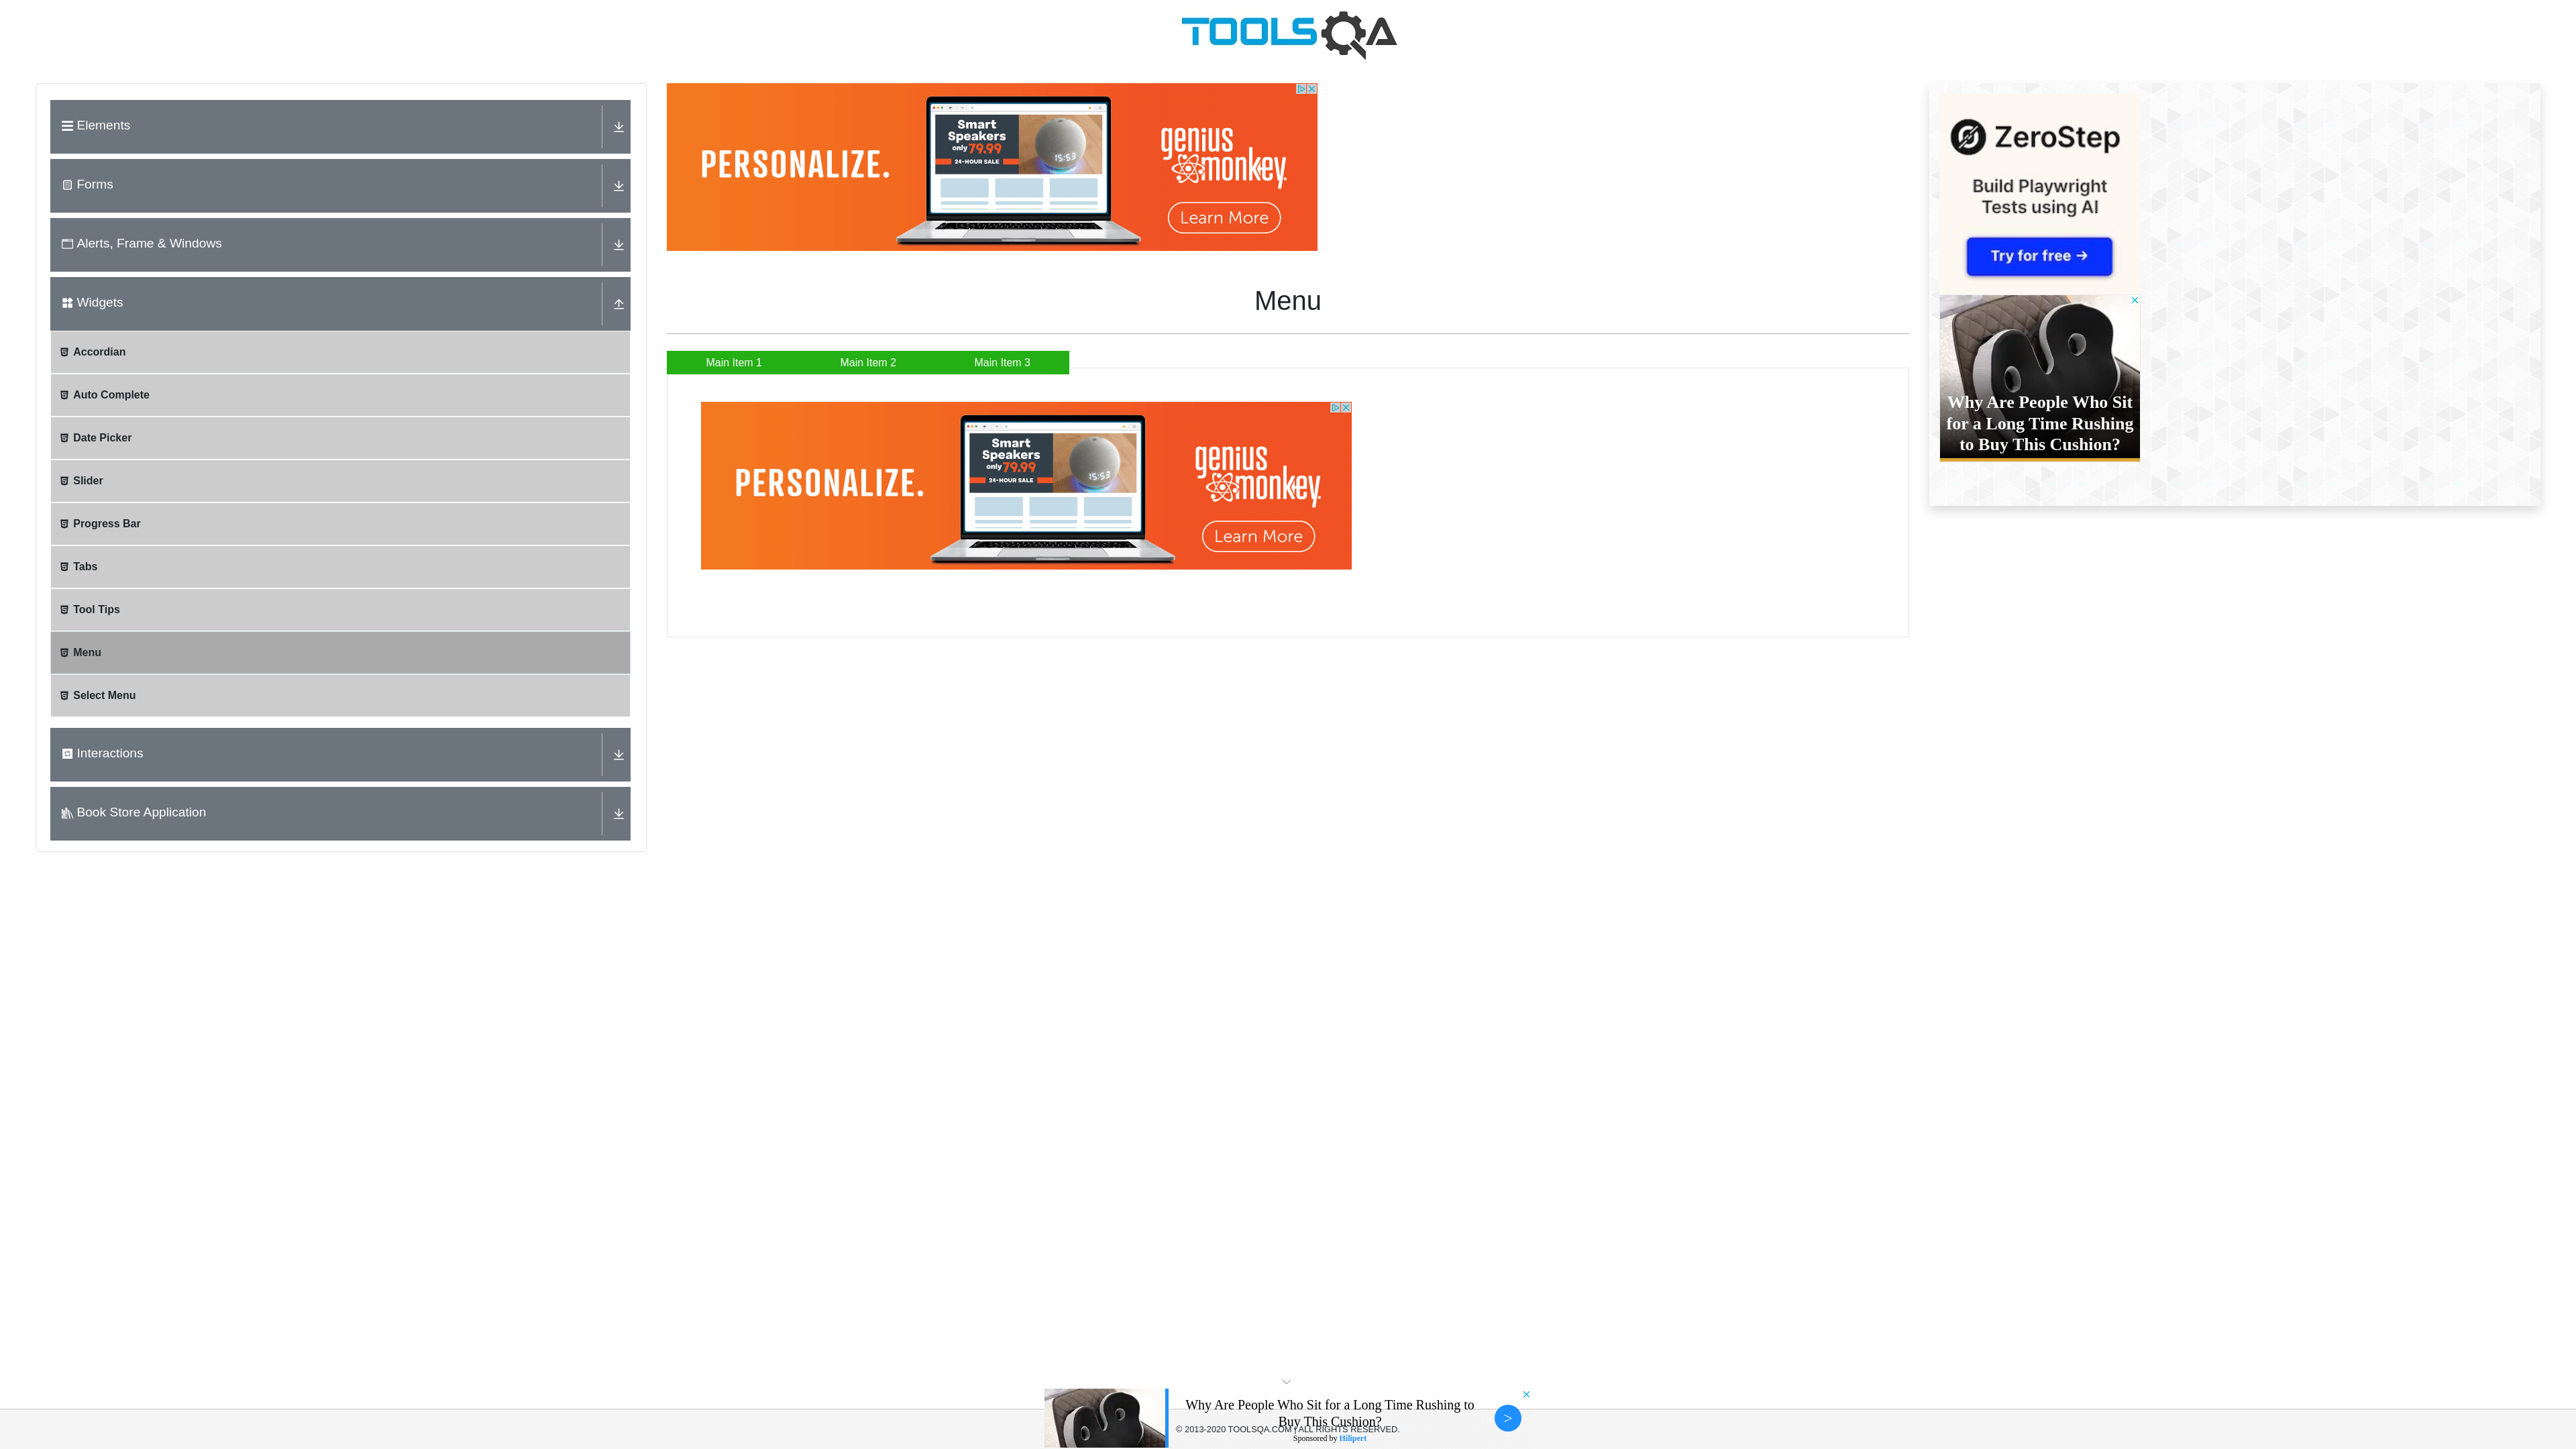 TOOLSQA
Elements
Forms
Alerts, Frame & Windows
Widgets
Accordian
Auto Complete
Date Picker
Slider
Progress Bar
Tabs
Tool Tips
Menu
Select Menu
Interactions
Book Store Application
PERSONALIZE.
Smart
Speakers
only 79.99
24-HOUR SALE
15:53
genius
monkey.
Learn More
Menu
Main Item 1
Main Item 2
Main Item 3
PERSONALIZE.
Smart
Speakers
only 79.99
24-HOUR SALE
15:53
genius
monkey.
Learn More
ZeroStep
Build Playwright
Tests using AI
Try for free →
Why Are People Who Sit
for a Long Time Rushing
to Buy This Cushion?
Why Are People Who Sit for a Long Time Rushing to
Buy This Cushion?
© 2013-2020 TOOLSQA.COM | ALL RIGHTS RESERVED.
Sponsored by Hilipert